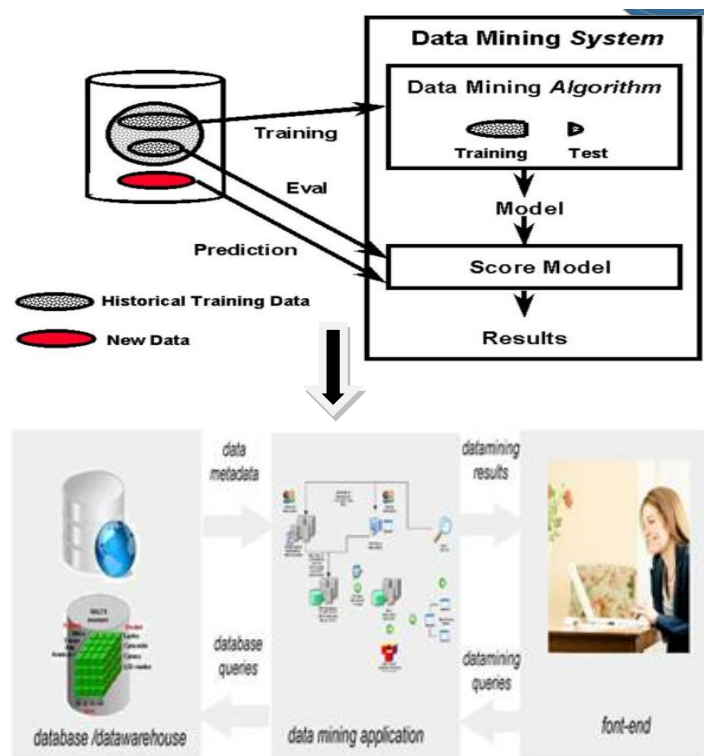 Data Mining System
Data Mining Algorithm
Training
Test
Training
Eval
Model
Prediction
Score Model
Historical Training Data
New Data
Results
data
metadata
datamining
results
database
queries
datamining
queries
database /datawarehouse
data mining application
font-end